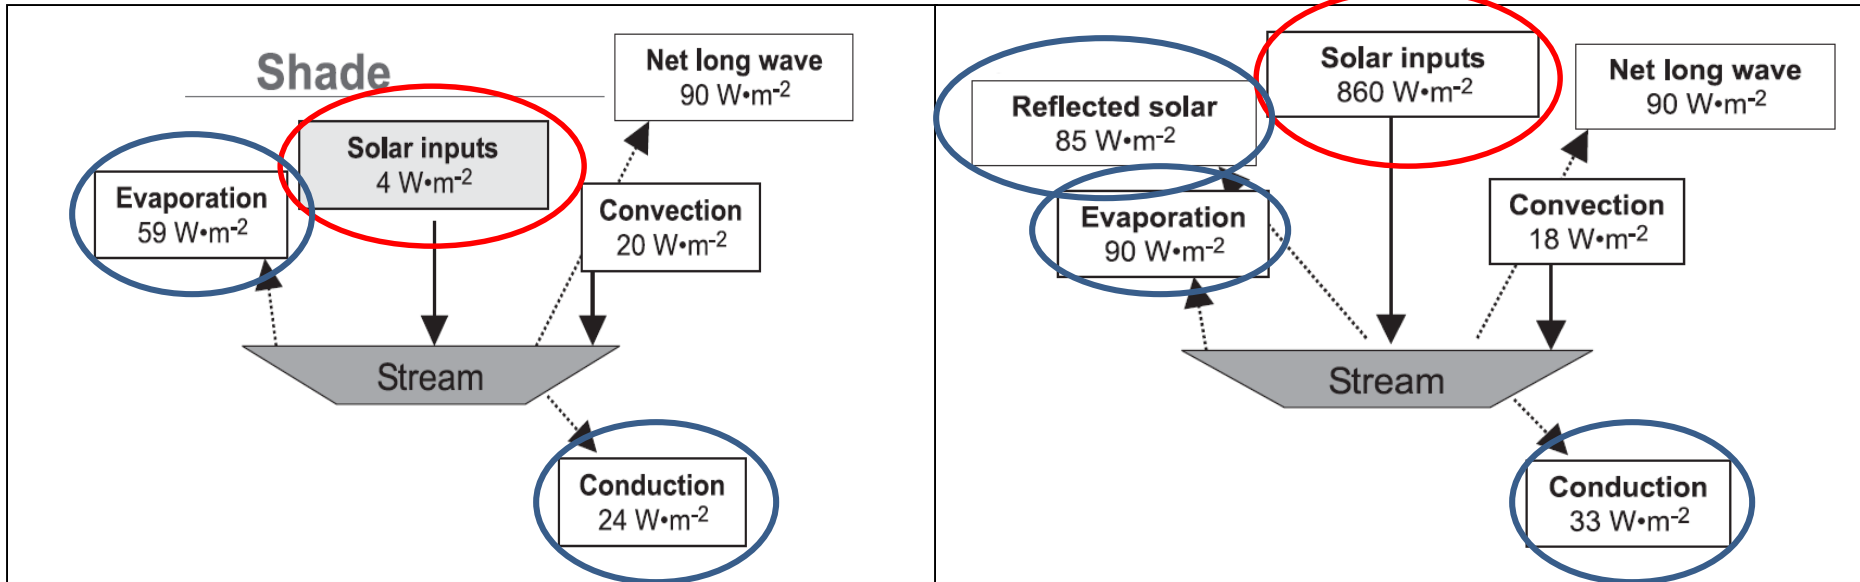 Shade
Net long wave
90 W•m-2
Solar inputs
4 W•m-2
Evaporation
59 W•m-2
Convection
20 W•m-2
Stream
Conduction
24 W•m-2
Solar inputs
860 W•m-2
Net long wave
90 W•m-2
Reflected solar
85 W•m-2
Evaporation
90 W•m-2
Convection
18 W•m-2
Stream
Conduction
33 W•m-2